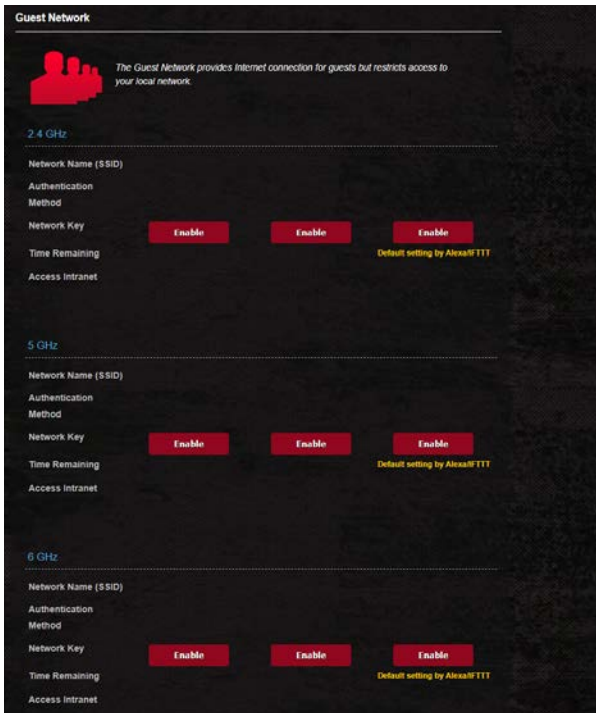 Guest Network
The Guest Network provides Internet connection for guests but restricts access to
your local network.
2.4 GHz
Network Name (SSID)
Authentication
Method
Network Key
Enable Enable Enable
Time Remaining
Default setting by Alexa/IFTTT
Access Intranet
5 GHz
Network Name (SSID)
Authentication
Method
Network Key
Enable Enable Enable
Time Remaining
Default setting by Alexa/IFTTT
Access Intranet
6 GHz
Network Name (SSID)
Authentication
Method
Network Key
Enable Enable Enable
Time Remaining
Default setting by Alexa/IFTTT
Access Intranet